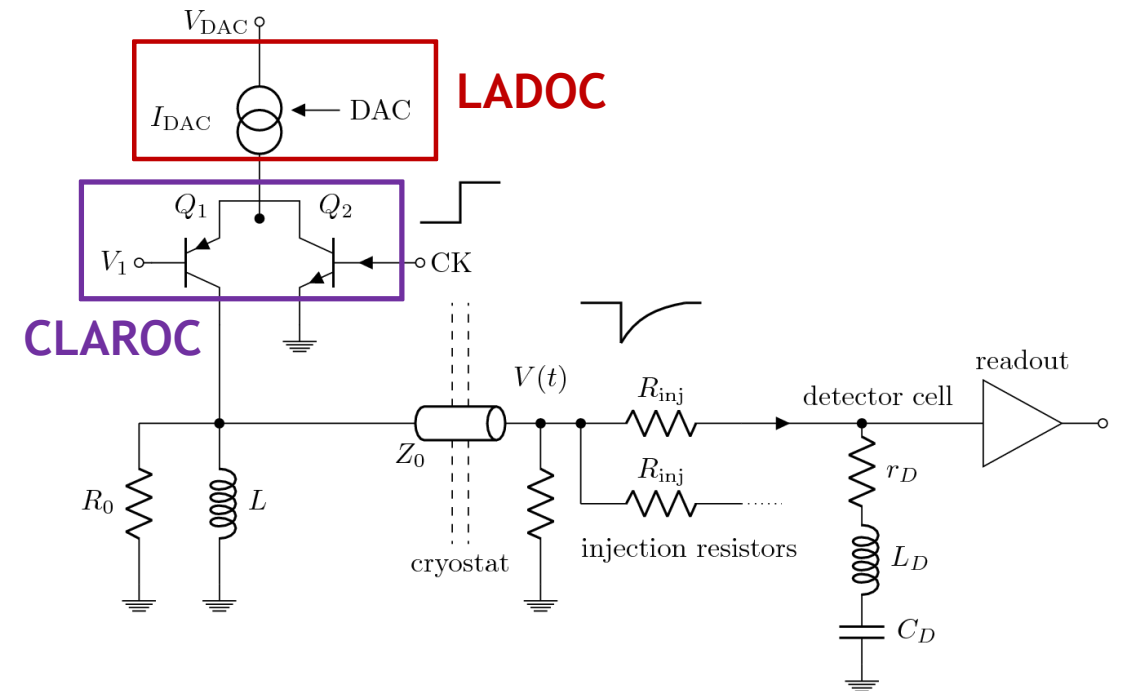 V_DAC
LADOC
I_DAC
DAC
Q_1
Q_2
V_1
CK
CLAROC
readout
V(t)
R_inj
detector cell
Z_0
R_inj
r_D
R_0
L
injection resistors
cryostat
L_D
C_D